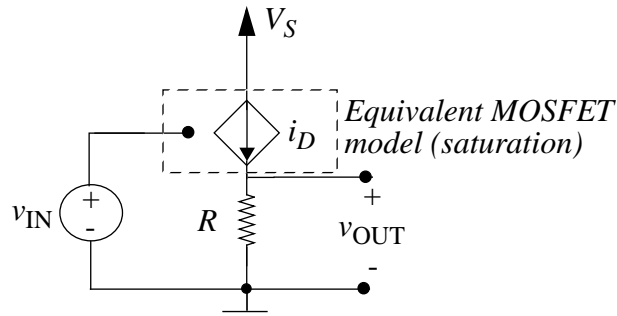 V_S
Equivalent MOSFET
model (saturation)
i_D
+
v_IN
-
R
+
v_OUT
-